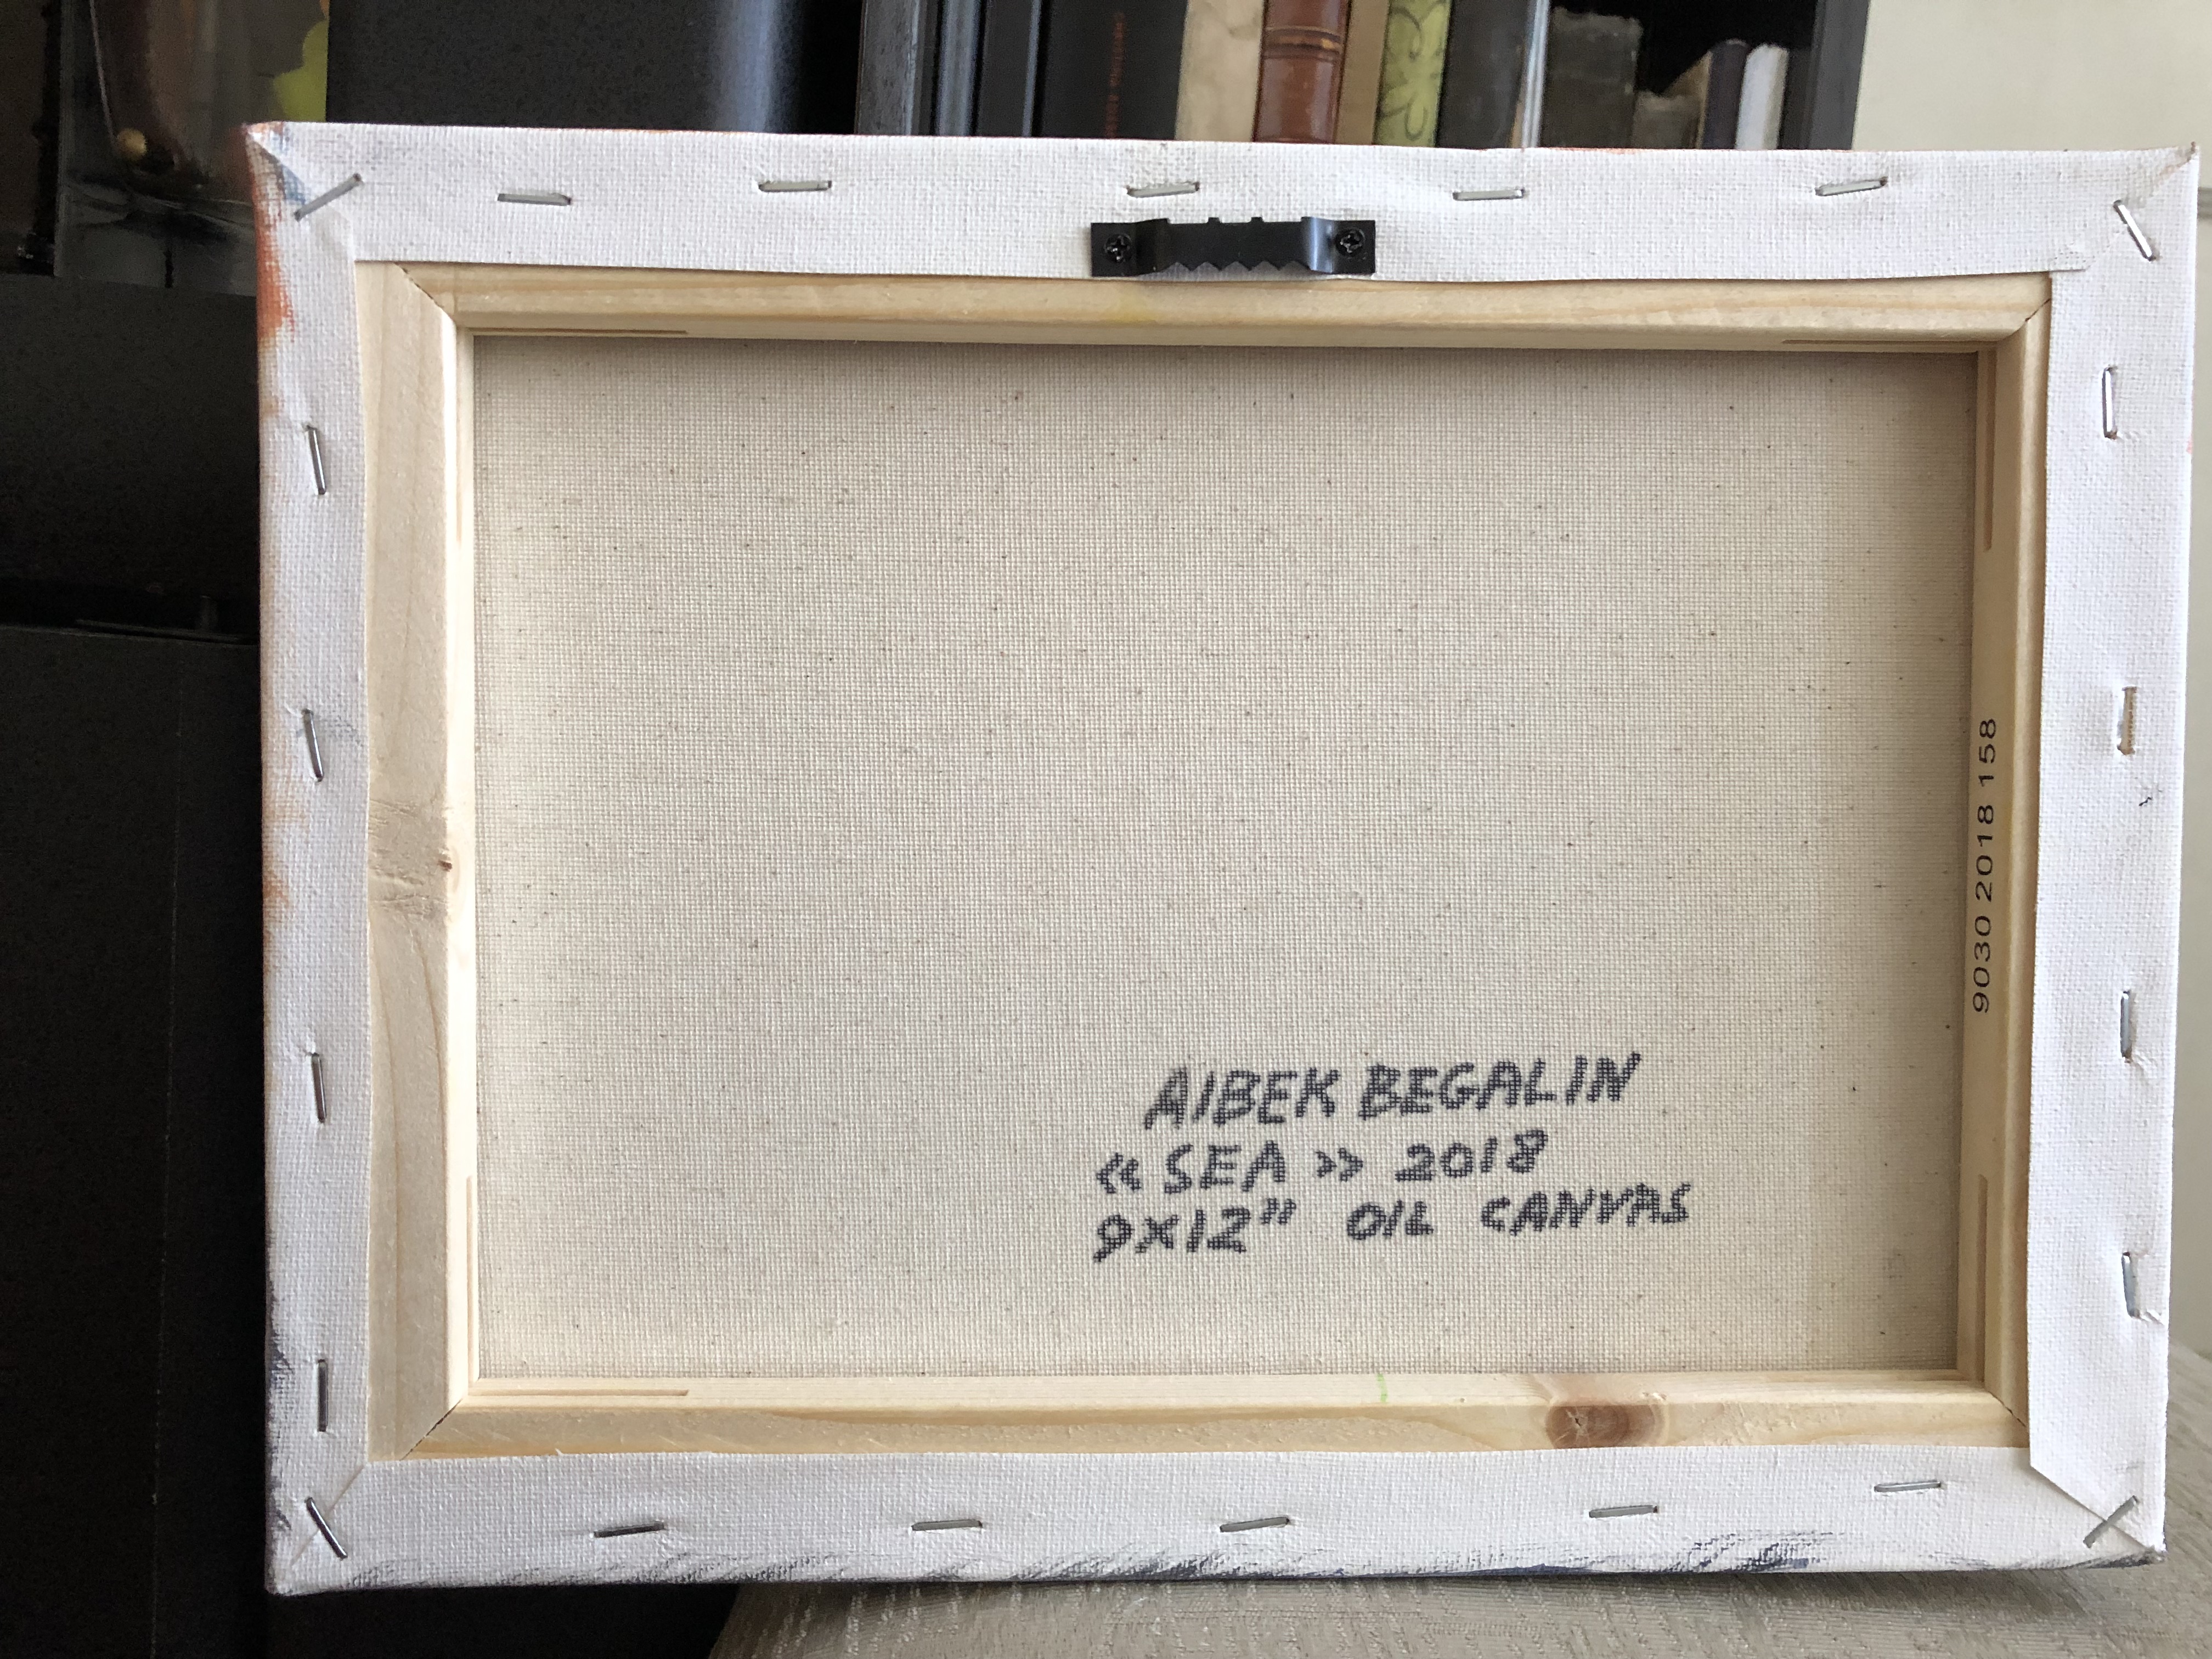 AIBEK BEGALIN
« SEA » 2018
9X12" OIL CANVAS
9030 2018 158